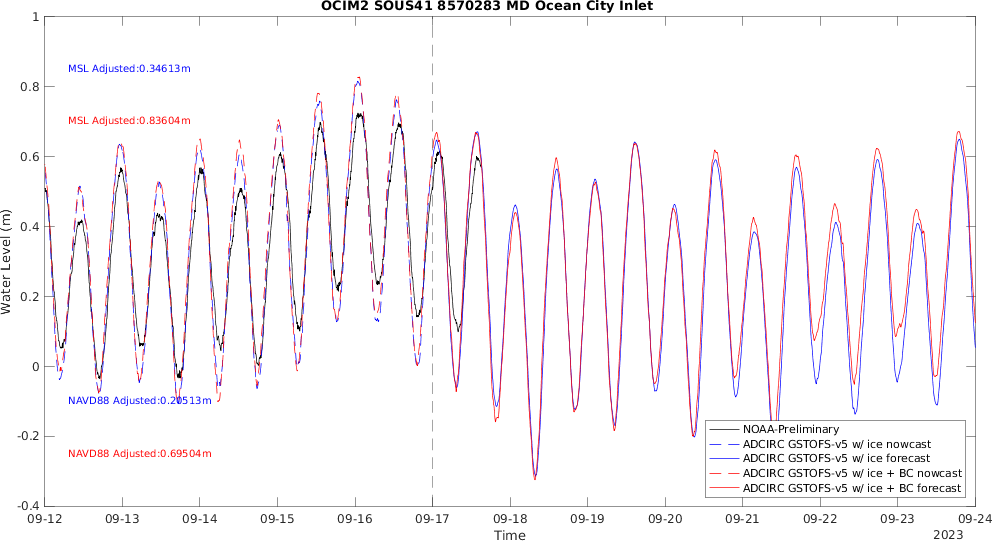 OCIM2 SOUS41 8570283 MD Ocean City Inlet
1
0.8
0.6
0.4
0.2
0
-0.2
-0.4
Water Level (m)
MSL Adjusted:0.34613m
MSL Adjusted:0.83604m
NAVD88 Adjusted:0.20513m
NAVD88 Adjusted:0.69504m
NOAA-Preliminary
ADCIRC GSTOFS-v5 w/ ice nowcast
ADCIRC GSTOFS-v5 w/ ice forecast
ADCIRC GSTOFS-v5 w/ ice + BC nowcast
ADCIRC GSTOFS-v5 w/ ice + BC forecast
09-12 09-13 09-14 09-15 09-16 09-17 09-18 09-19 09-20 09-21 09-22 09-23 09-24
Time
2023